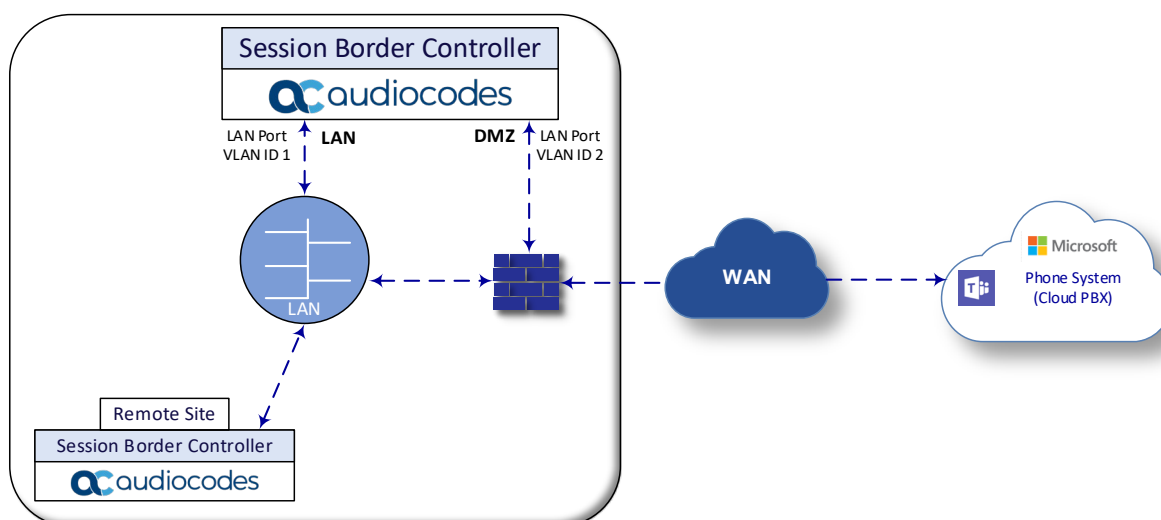 Session Border Controller
audiocodes
LAN Port
VLAN ID 1
LAN
DMZ
LAN Port
VLAN ID 2
LAN
WAN
Microsoft
Phone System
(Cloud PBX)
Remote Site
Session Border Controller
audiocodes